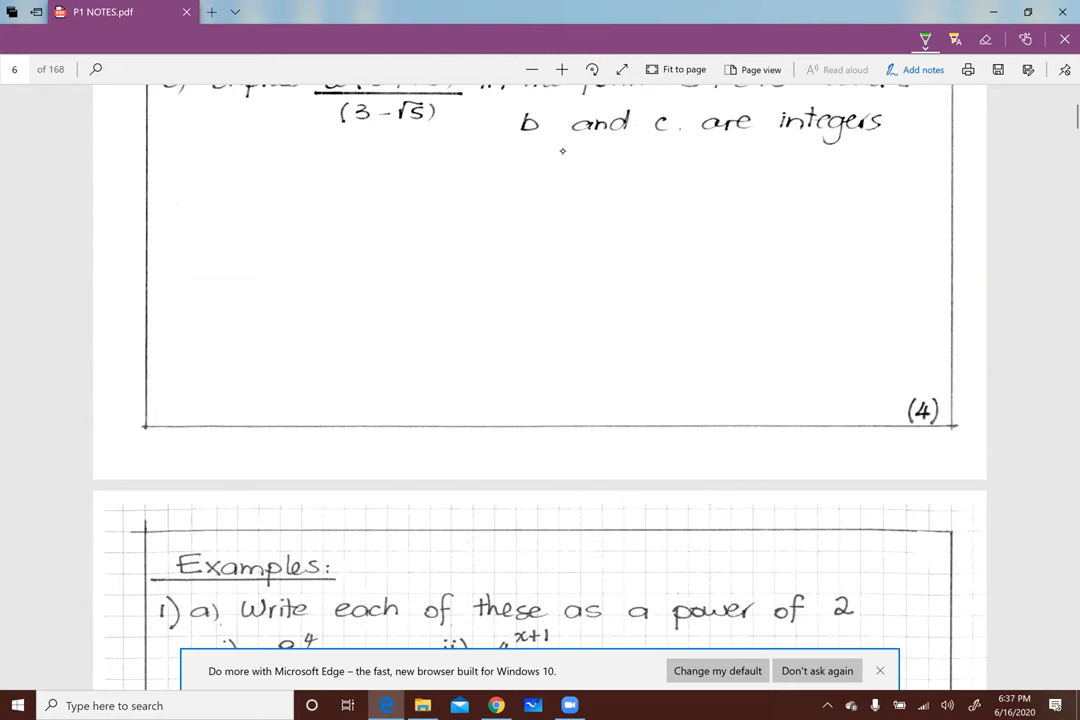 P1 NOTES.pdf
6 of 168
Fit to page
Page view
Read aloud
Add notes
(3-√5)
b and c. are integers
(4)
Examples:
1) a) Write each of these as a power of 2
Do more with Microsoft Edge – the fast, new browser built for Windows 10.
Change my default
Don't ask again
Type here to search
6:37 PM
6/16/2020